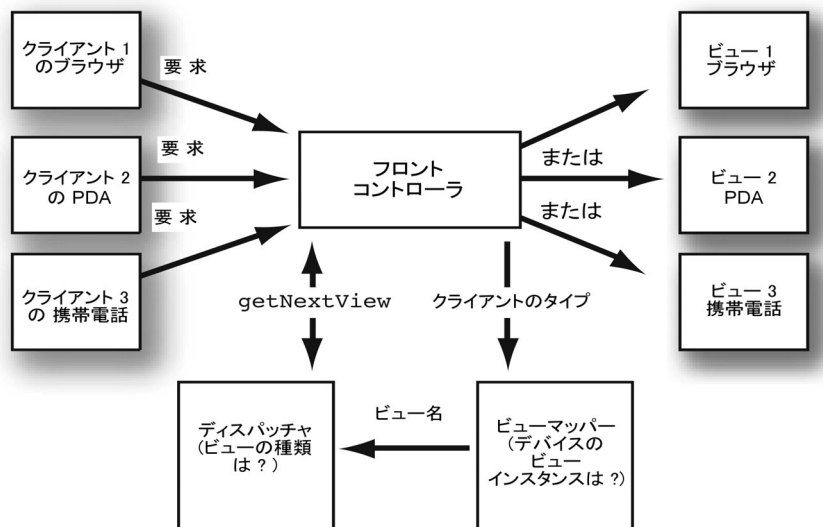 クライアント 1
のブラウザ
要 求
クライアント 2
の PDA
要 求
クライアント 3
の 携帯電話
要 求
フロント
コントローラ
または
または
ビュー 1
ブラウザ
ビュー 2
PDA
ビュー 3
携帯電話
getNextView
クライアントのタイプ
ディスパッチャ
(ビューの種類
は ? )
ビュー名
ビューマッパー
(デバイスの
ビュー
インスタンスは ?)